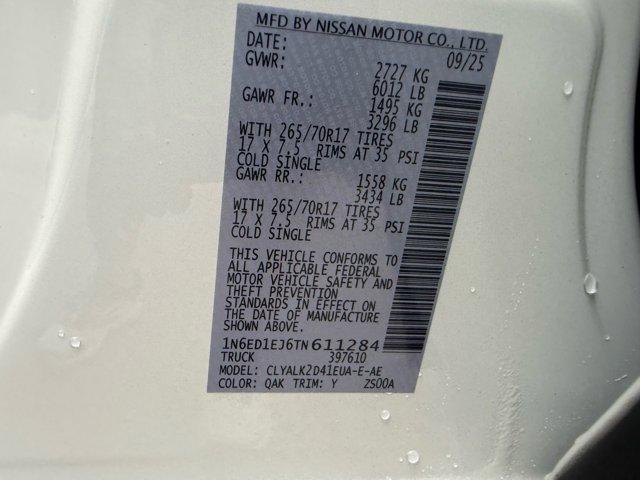 MFD BY NISSAN MOTOR CO., LTD.
DATE: 09/25
GVWR: 2727 KG
6012 LB
GAWR FR.: 1495 KG
3296 LB
WITH 265/70R17 TIRES
17 X 7.5 RIMS AT 35 PSI
COLD SINGLE
GAWR RR.: 1558 KG
3434 LB
WITH 265/70R17 TIRES
17 X 7.5 RIMS AT 35 PSI
COLD SINGLE
THIS VEHICLE CONFORMS TO
ALL APPLICABLE FEDERAL
MOTOR VEHICLE SAFETY AND
THEFT PREVENTION
STANDARDS IN EFFECT ON
THE DATE OF MANUFACTURE
SHOWN ABOVE.
1N6ED1EJ6TN611284
TRUCK 397610
MODEL: CLYALK2D41EUA-E-AE
COLOR: QAK TRIM: Y ZS00A